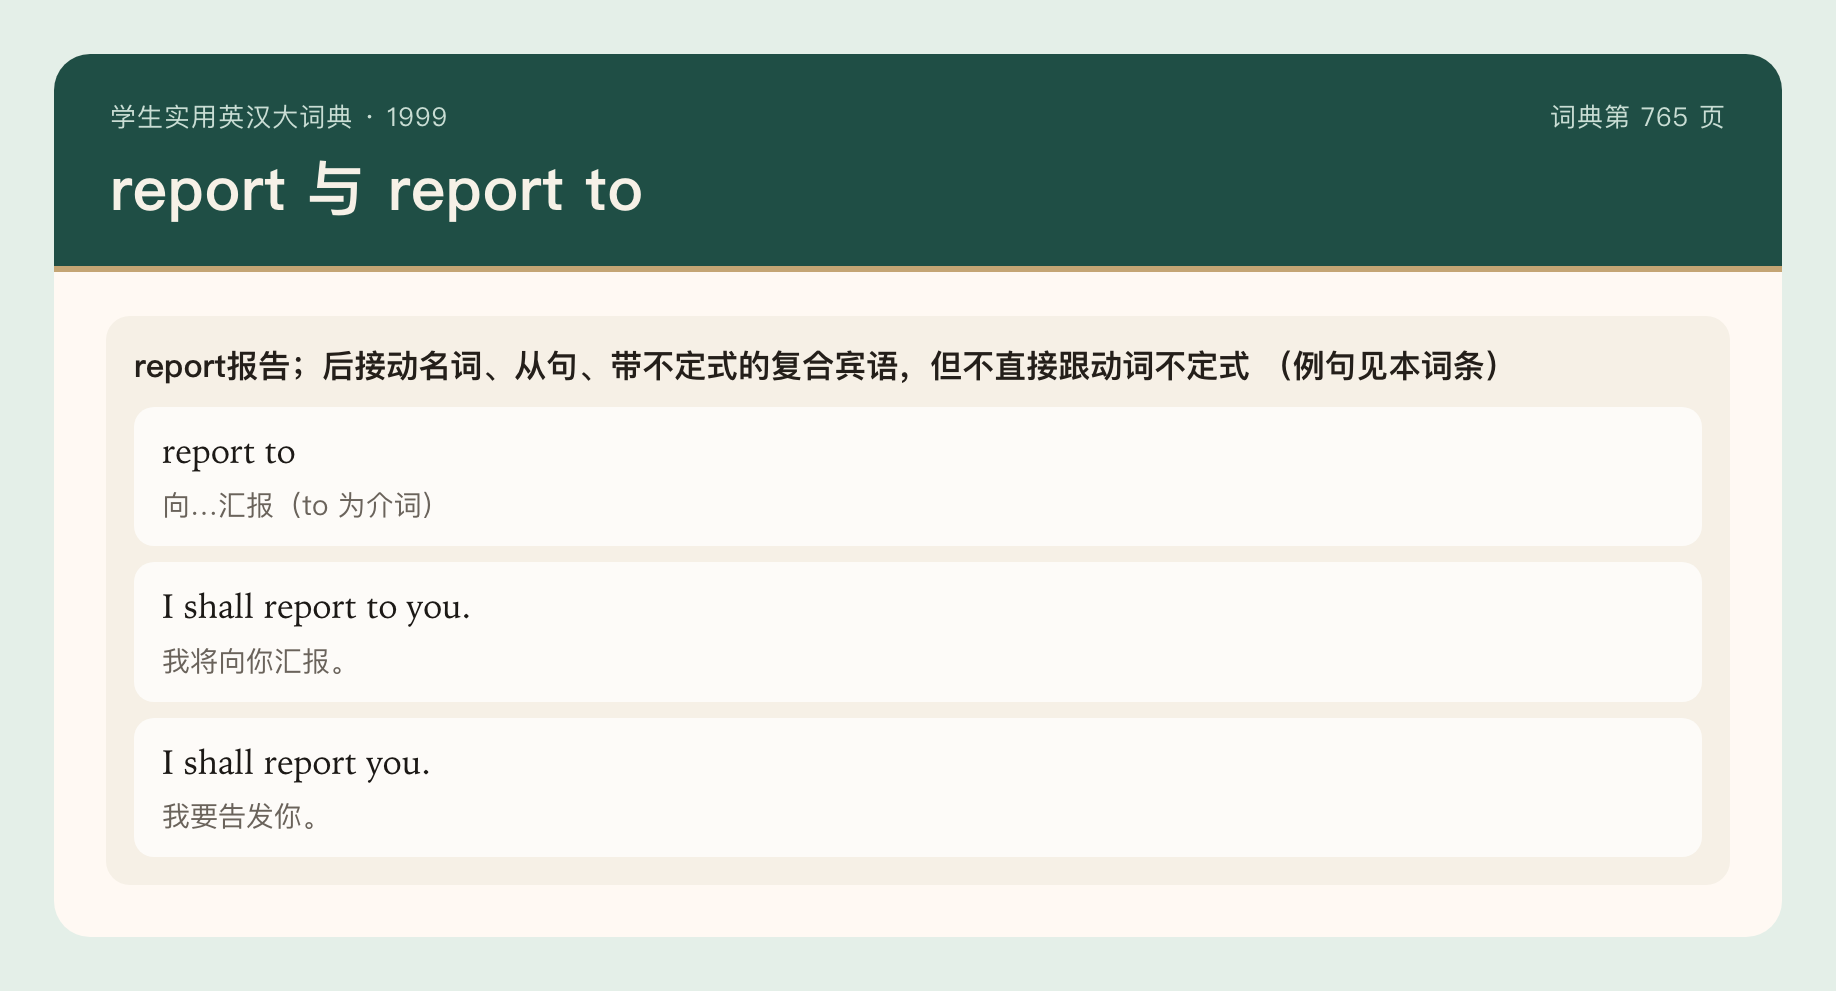 学生实用英汉大词典 · 1999
词典第 765 页
report 与 report to
report报告；后接动名词、从句、带不定式的复合宾语，但不直接跟动词不定式 （例句见本词条）
report to
向…汇报（to 为介词）
I shall report to you.
我将向你汇报。
I shall report you.
我要告发你。